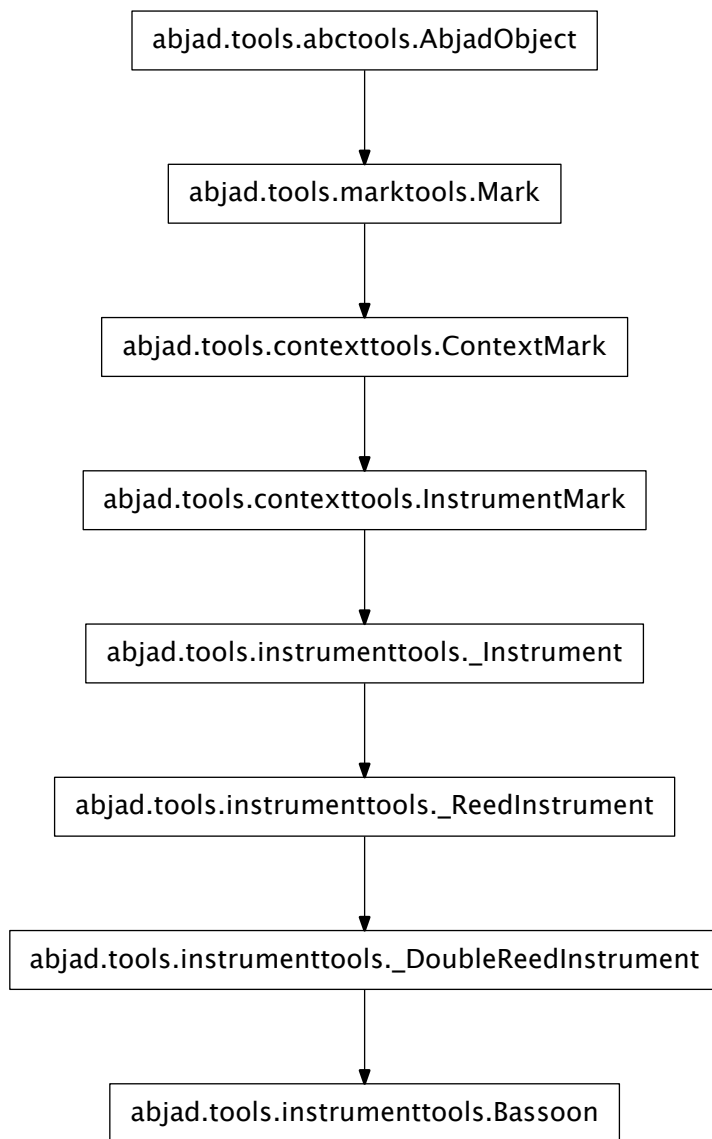 abjad.tools.abctools.AbjadObject
abjad.tools.marktools.Mark
abjad.tools.contexttools.ContextMark
abjad.tools.contexttools.InstrumentMark
abjad.tools.instrumenttools._Instrument
abjad.tools.instrumenttools._ReedInstrument
abjad.tools.instrumenttools._DoubleReedInstrument
abjad.tools.instrumenttools.Bassoon